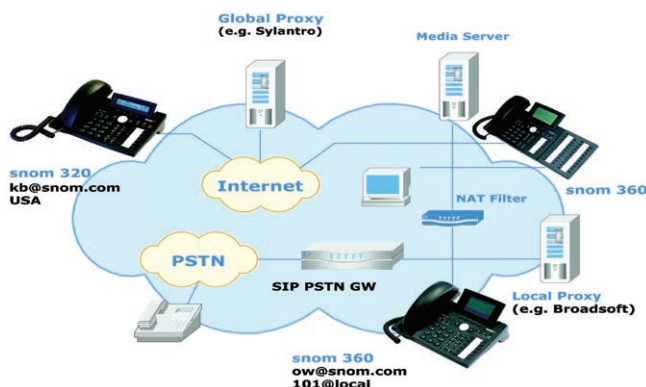 Global Proxy
(e.g. Sylantro)
Media Server
snom 320
kb@snom.com
USA
Internet
snom 360
NAT Filter
PSTN
SIP PSTN GW
Local Proxy
(e.g. Broadsoft)
snom 360
ow@snom.com
101@local